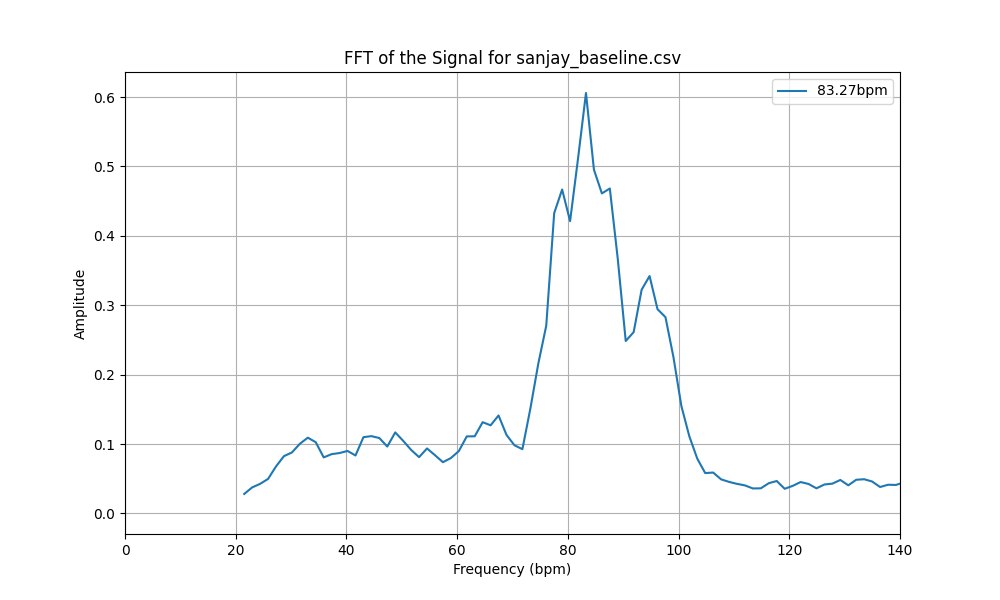 FFT of the Signal for sanjay_baseline.csv
83.27bpm
Amplitude
0.6
0.5
0.4
0.3
0.2
0.1
0.0
0 20 40 60 80 100 120 140
Frequency (bpm)